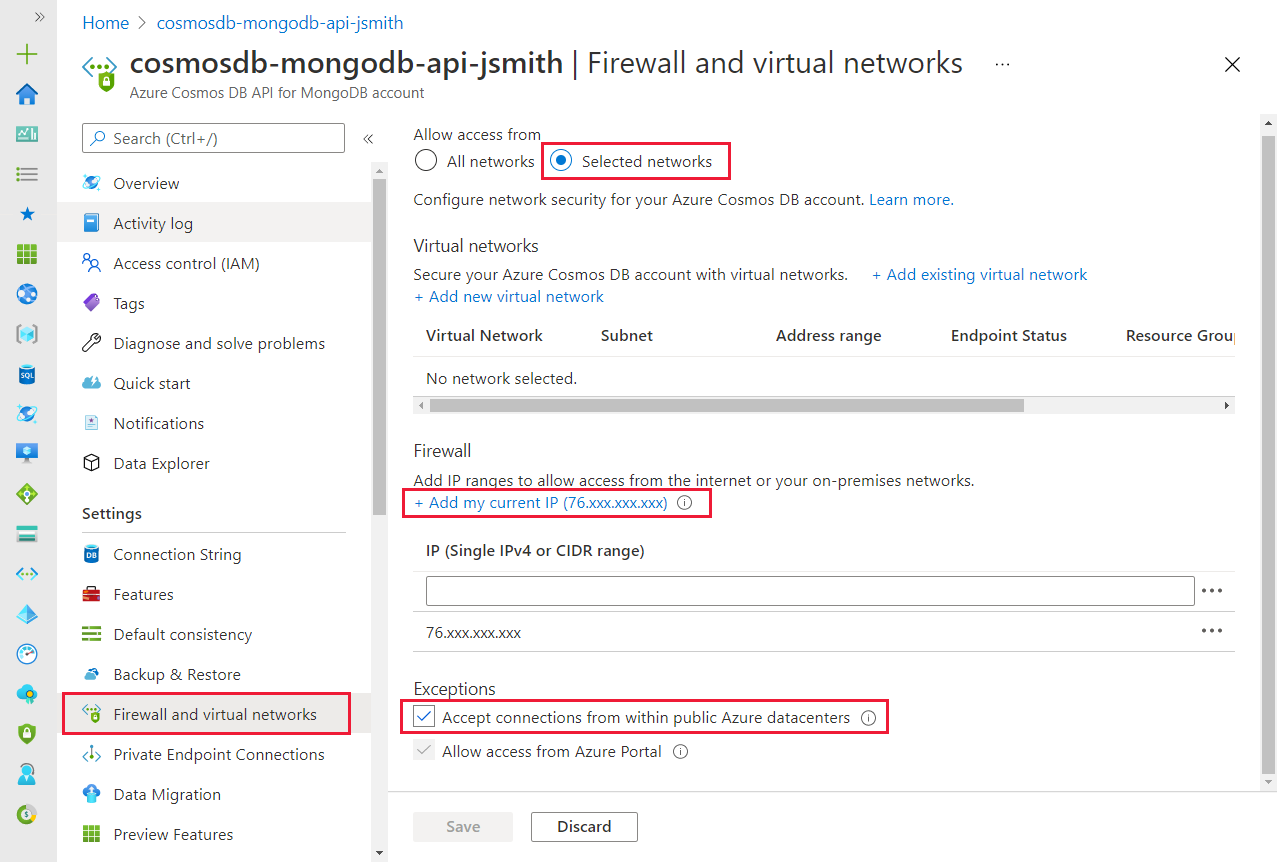 Home > cosmosdb-mongodb-api-jsmith
cosmosdb-mongodb-api-jsmith | Firewall and virtual networks ...
Azure Cosmos DB API for MongoDB account
Search (Ctrl+/)
Overview
Activity log
Access control (IAM)
Tags
Diagnose and solve problems
Quick start
Notifications
Data Explorer
Settings
Connection String
Features
Default consistency
Backup & Restore
Firewall and virtual networks
Private Endpoint Connections
Data Migration
Preview Features
Allow access from
All networks Selected networks
Configure network security for your Azure Cosmos DB account. Learn more.
Virtual networks
Secure your Azure Cosmos DB account with virtual networks. + Add existing virtual network
+ Add new virtual network
Virtual Network Subnet Address range Endpoint Status Resource Grou
No network selected.
Firewall
Add IP ranges to allow access from the internet or your on-premises networks.
+ Add my current IP (76.xxx.xxx.xxx)
IP (Single IPv4 or CIDR range)
76.xxx.xxx.xxx
Exceptions
Accept connections from within public Azure datacenters
Allow access from Azure Portal
Save Discard
SQL
DB